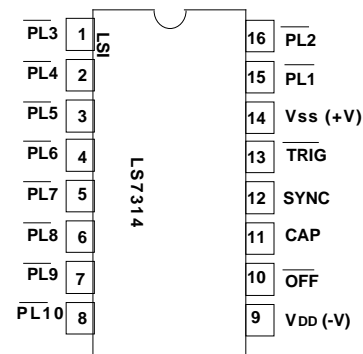 PL3 1 LSI 16 PL2
PL4 2 15 PL1
PL5 3 14 Vss (+V)
PL6 4 13 TRIG
LS7314
PL7 5 12 SYNC
PL8 6 11 CAP
PL9 7 10 OFF
PL10 8 9 VDD (-V)